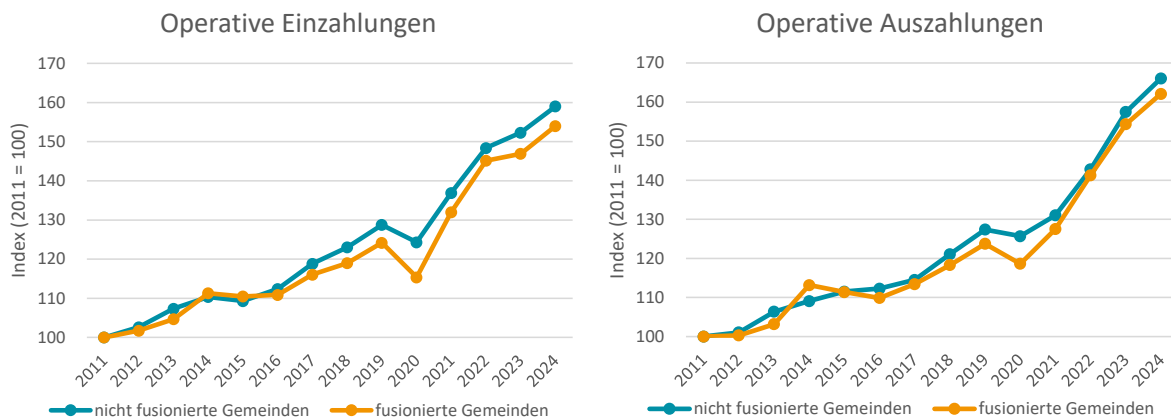 Operative Einzahlungen
Index (2011 = 100)
170
160
150
140
130
120
110
100
2011 2012 2013 2014 2015 2016 2017 2018 2019 2020 2021 2022 2023 2024
nicht fusionierte Gemeinden fusionierte Gemeinden
Operative Auszahlungen
Index (2011 = 100)
170
160
150
140
130
120
110
100
2011 2012 2013 2014 2015 2016 2017 2018 2019 2020 2021 2022 2023 2024
nicht fusionierte Gemeinden fusionierte Gemeinden